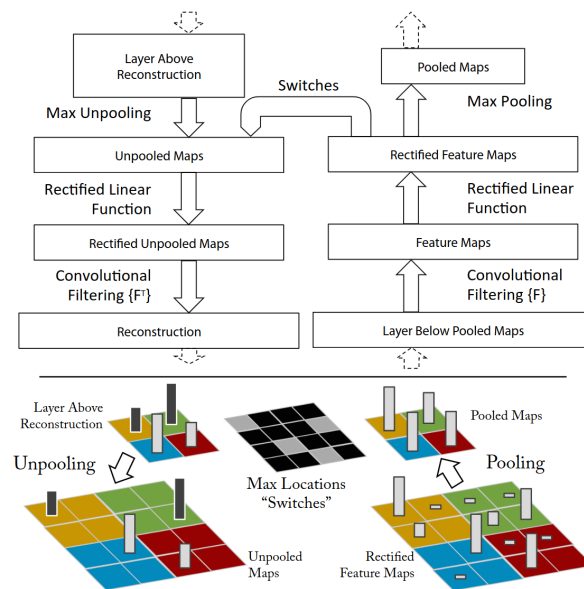 Layer Above
Reconstruction
Pooled Maps
Switches
Max Unpooling
Max Pooling
Unpooled Maps
Rectified Feature Maps
Rectified Linear
Function
Rectified Linear
Function
Rectified Unpooled Maps
Feature Maps
Convolutional
Filtering {Fᵀ}
Convolutional
Filtering {F}
Reconstruction
Layer Below Pooled Maps
Layer Above
Reconstruction
Pooled Maps
Unpooling
Max Locations
“Switches”
Pooling
Unpooled
Maps
Rectified
Feature Maps